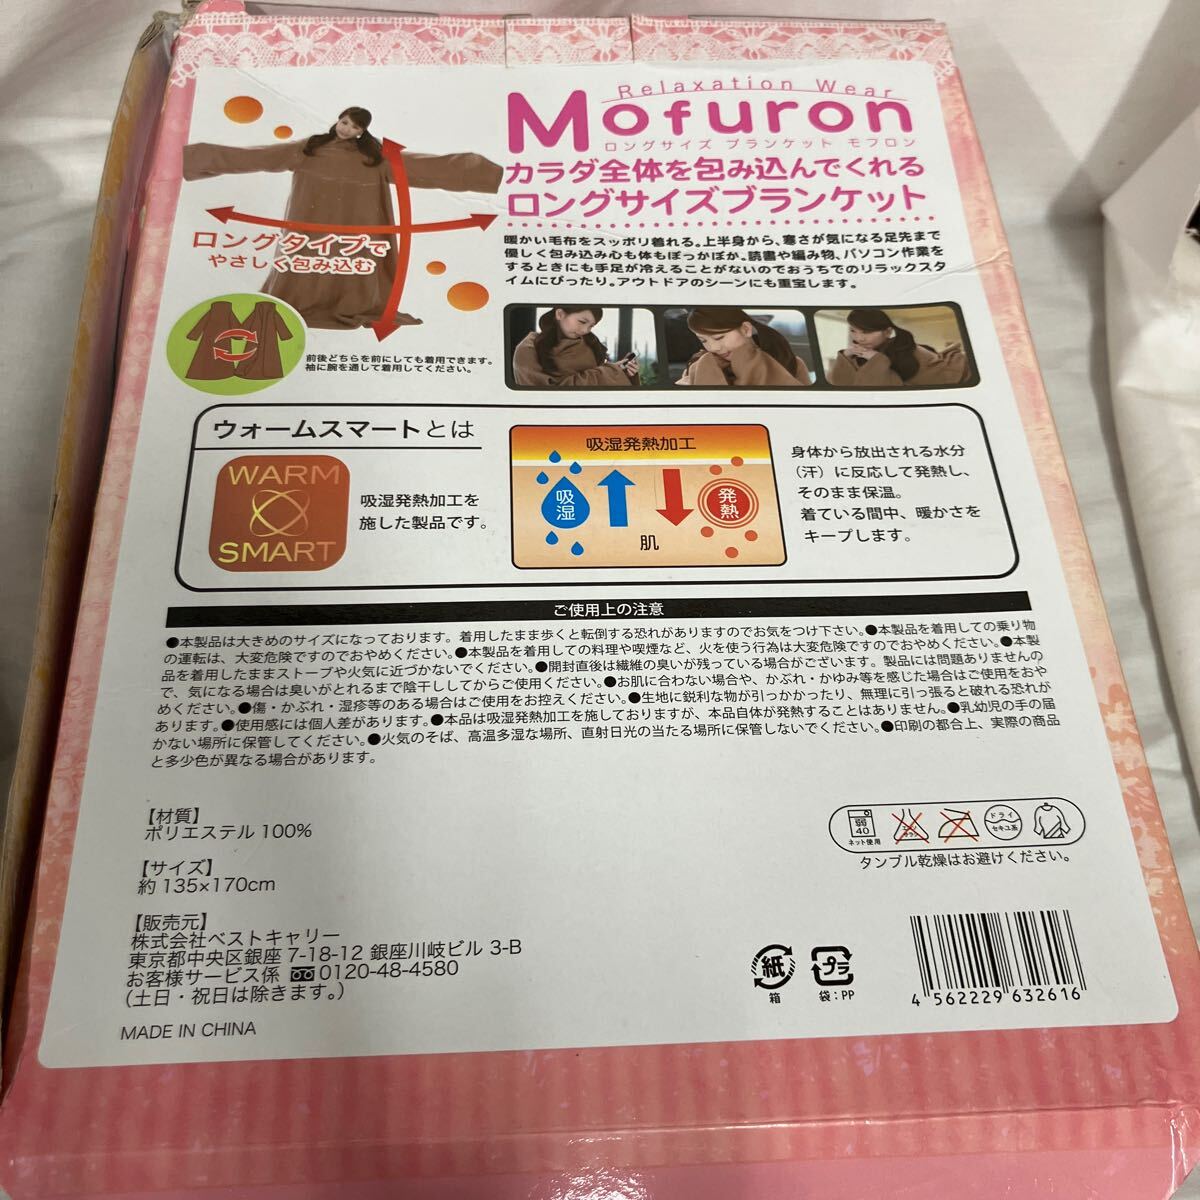 Relaxation Wear
Mofuron
ロングサイズ ブランケット モフロン
カラダ全体を包み込んでくれる
ロングサイズブランケット
暖かい毛布をスッポリ着れる。上半身から、寒さが気になる足先まで
優しく包み込み心も体もぽっかぽか。読書や編み物、パソコン作業を
するときにも手足が冷えることがないのでおうちでのリラックスタ
イムにぴったり。アウトドアのシーンにも重宝します。
ロングタイプで
やさしく包み込む
前後どちらを前にしても着用できます。
袖に腕を通して着用してください。
ウォームスマートとは
WARM
SMART
吸湿発熱加工を
施した製品です。
吸湿発熱加工
吸湿
発熱
肌
身体から放出される水分
（汗）に反応して発熱し、
そのまま保温。
着ている間中、暖かさを
キープします。
ご使用上の注意
●本製品は大きめのサイズになっております。着用したまま歩くと転倒する恐れがありますのでお気をつけ下さい。●本製品を着用しての乗り物
の運転は、大変危険ですのでおやめください。●本製品を着用しての料理や喫煙など、火を使う行為は大変危険ですのでおやめください。●本製
品を着用したままストーブや火気に近づかないでください。●開封直後は繊維の臭いが残っている場合がございます。製品には問題ありませんの
で、気になる場合は臭いがとれるまで陰干ししてからご使用ください。●お肌に合わない場合や、かぶれ・かゆみ等を感じた場合はご使用をおや
めください。●傷・かぶれ・湿疹等のある場合はご使用をお控えください。●生地に鋭利な物が引っかかったり、無理に引っ張ると破れる恐れが
あります。●使用感には個人差があります。●本品は吸湿発熱加工を施しておりますが、本品自体が発熱することはありません。●乳幼児の手の届
かない場所に保管してください。●火気のそば、高温多湿な場所、直射日光の当たる場所に保管しないでください。●印刷の都合上、実際の商品
と多少色が異なる場合があります。
【材質】
ポリエステル 100%
【サイズ】
約 135×170cm
【販売元】
株式会社ベストキャリー
東京都中央区銀座 7-18-12 銀座川岐ビル 3-B
お客様サービス係 0120-48-4580
（土日・祝日は除きます。）
MADE IN CHINA
弱
40
ネット使用
エンソ
サラシ
ドライ
セキユ系
タンブル乾燥はお避けください。
紙
箱
プラ
袋：PP
4 562229 632616